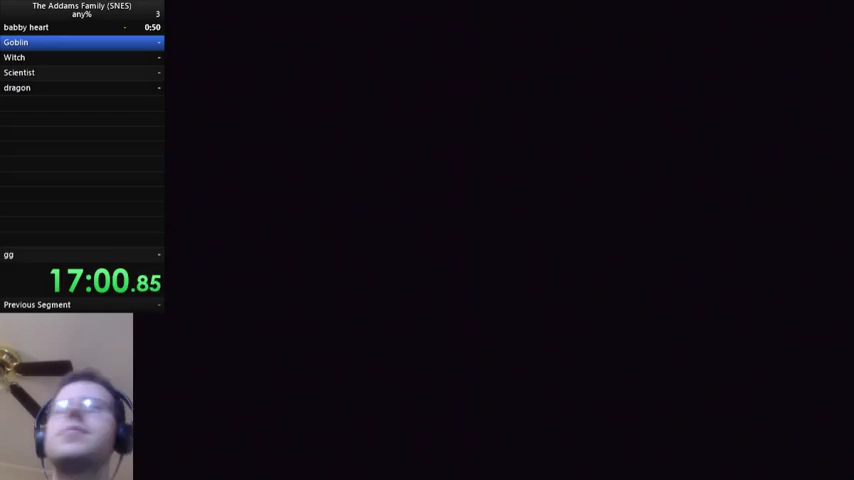 The Addams Family (SNES)
any%
3
babby heart - 0:50
Goblin -
Witch -
Scientist -
dragon -
gg -
17:00.85
Previous Segment -